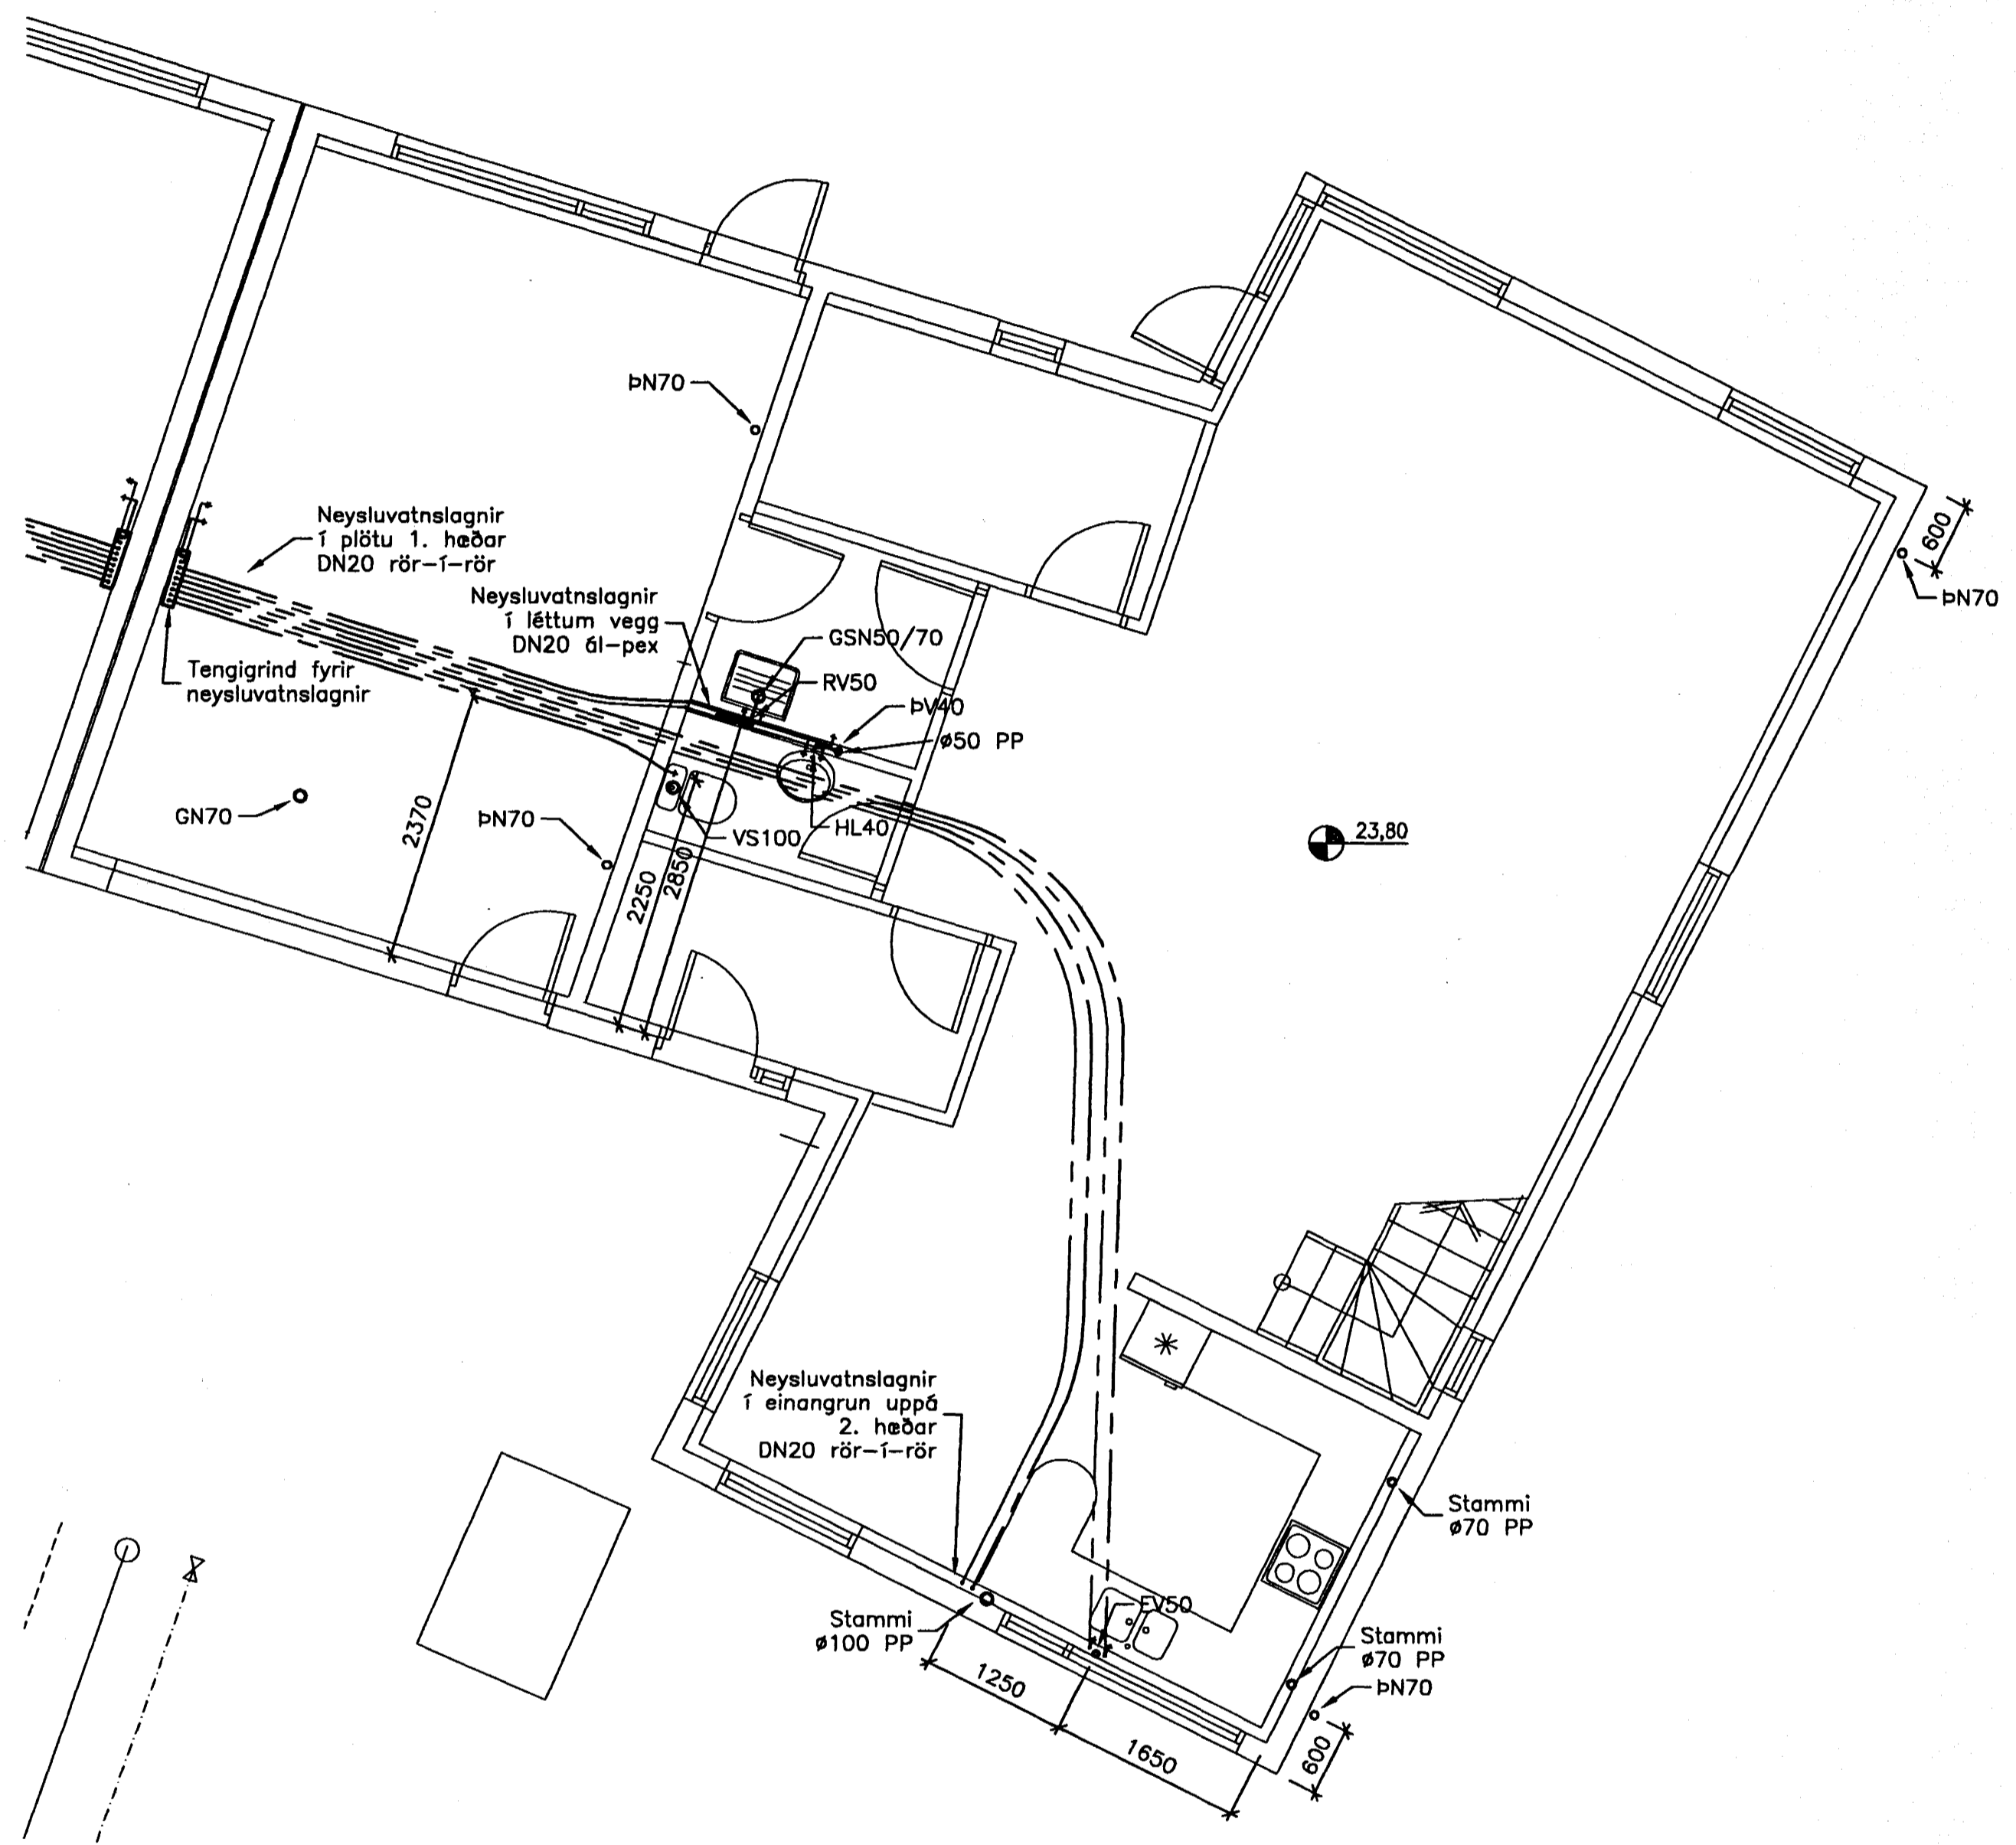 ÞN70
600
ÞN70
Neysluvatnslagnir
í plötu 1. hæðar
DN20 rör-í-rör
Neysluvatnslagnir
í léttum vegg
DN20 ál-pex
GSN50/70
RV50
Tengigrind fyrir
neysluvatnslagnir
ÞV40
ø50 PP
GN70
2370
ÞN70
VS100
HL40
23,80
2250
2850
Neysluvatnslagnir
í einangrun uppá
2. hæðar
DN20 rör-í-rör
Stammi
ø70 PP
EV50
Stammi
ø100 PP
Stammi
ø70 PP
ÞN70
1250
1650
600